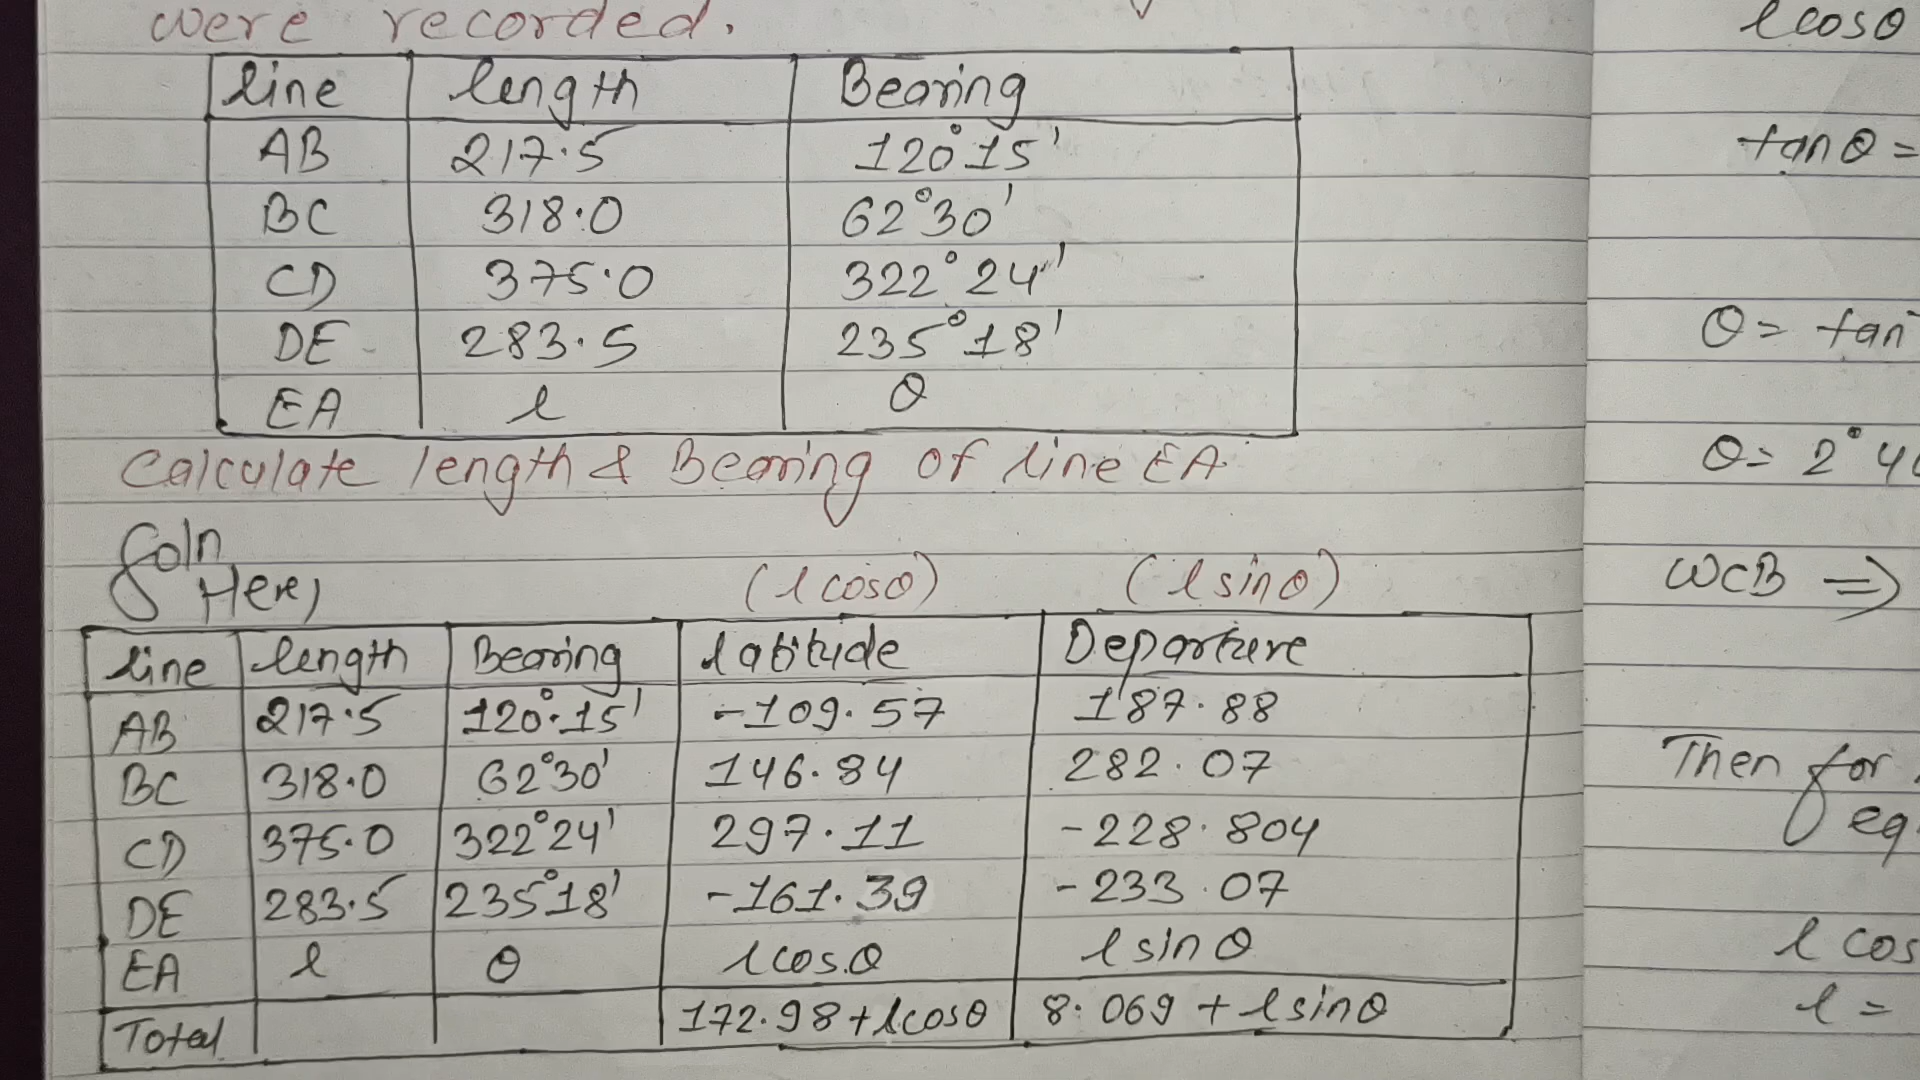 were recorded.
line length Bearing
AB 217.5 120°15'
BC 318.0 62°30'
CD 375.0 322°24'
DE 283.5 235°18'
EA l θ
Calculate length & Bearing of line EA
Soln
Here,
(l cosθ) (l sinθ)
line length Bearing latitude Departure
AB 217.5 120°15' -109.57 187.88
BC 318.0 62°30' 146.84 282.07
CD 375.0 322°24' 297.11 -228.804
DE 283.5 235°18' -161.39 -233.07
EA l θ l cos.θ l sin θ
Total 172.98+lcosθ 8.069 + l sinθ
l cosθ
tanθ =
θ = tan
θ = 2°
WCB ⇒
Then for
eq
l cos
l =